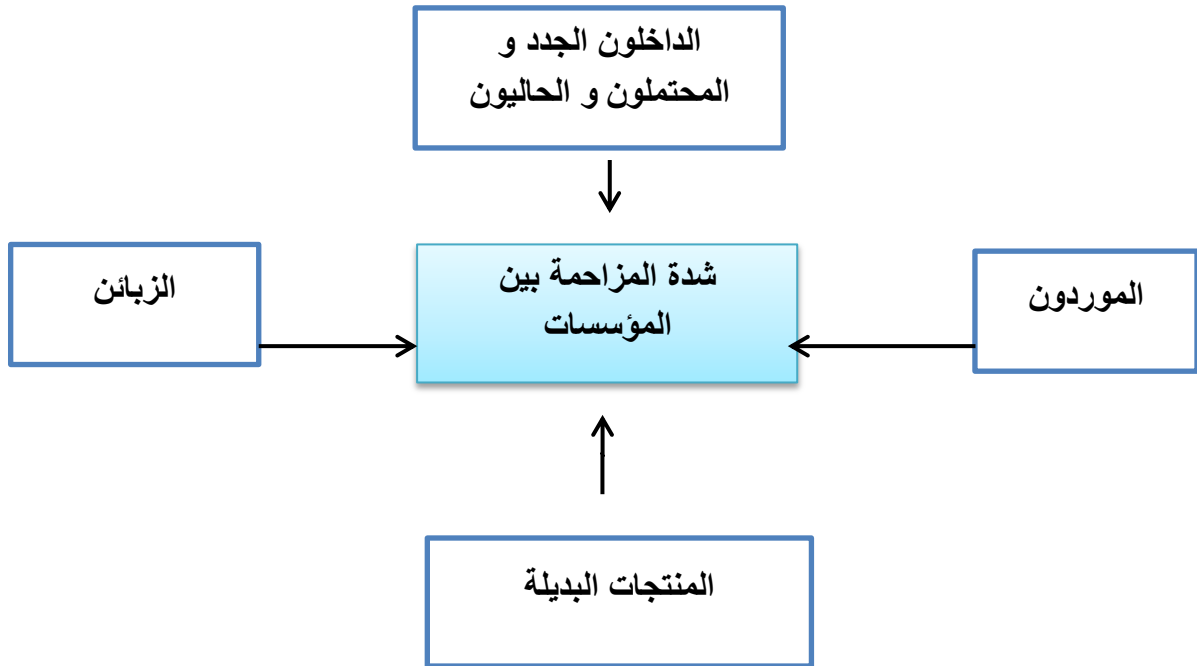 الداخلون الجدد و
المحتملون و الحاليون
الموردون
شدة المزاحمة بين
المؤسسات
الزبائن
المنتجات البديلة